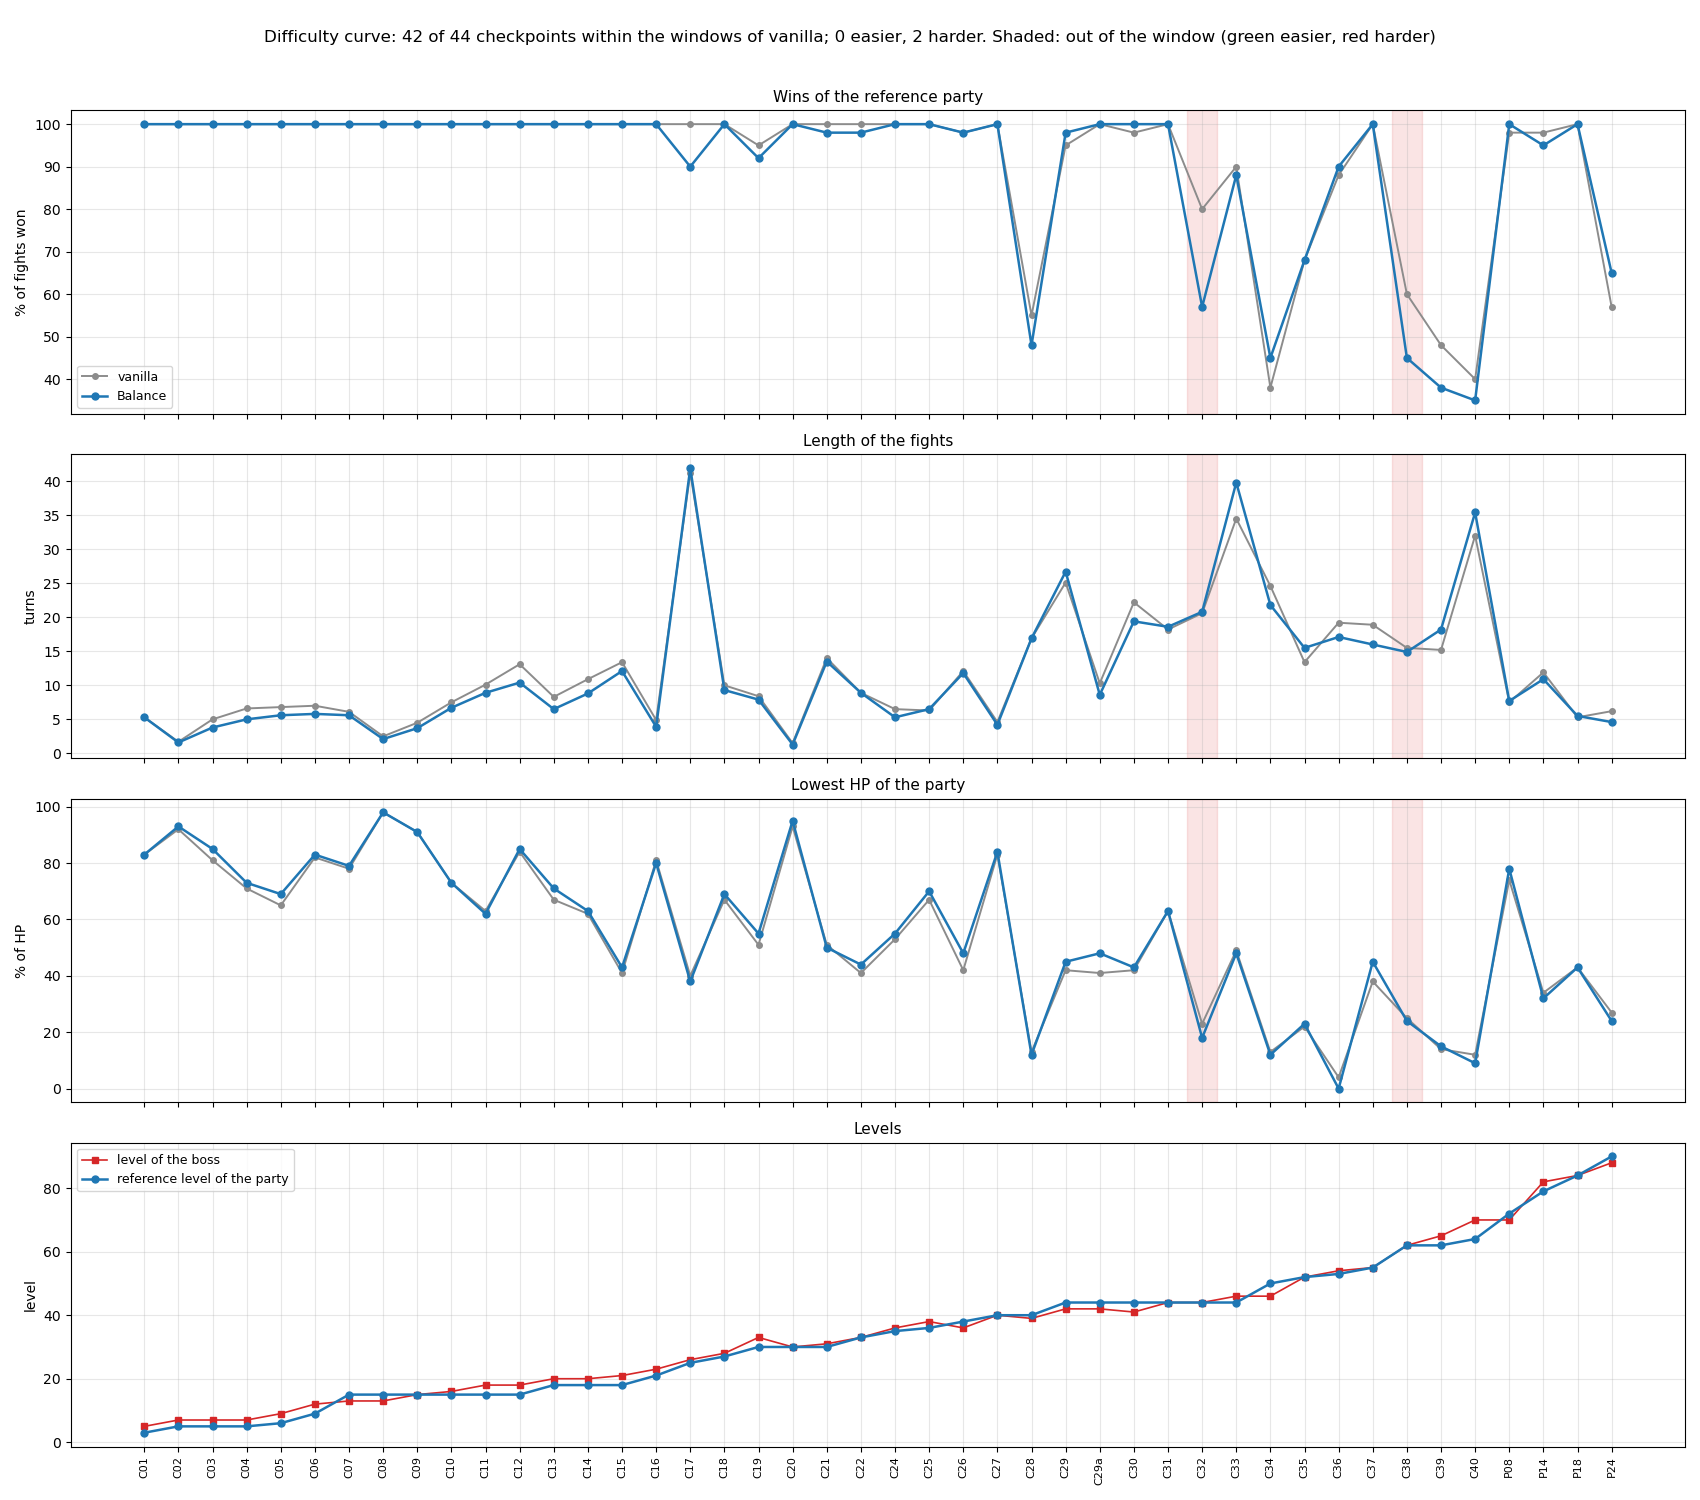 Difficulty curve: 42 of 44 checkpoints within the windows of vanilla; 0 easier, 2 harder. Shaded: out of the window (green easier, red harder)
Wins of the reference party
% of fights won
100
90
80
70
60
50
40
vanilla
Balance
Length of the fights
turns
40
35
30
25
20
15
10
5
0
Lowest HP of the party
% of HP
100
80
60
40
20
0
Levels
level
80
60
40
20
0
level of the boss
reference level of the party
C01 C02 C03 C04 C05 C06 C07 C08 C09 C10 C11 C12 C13 C14 C15 C16 C17 C18 C19 C20 C21 C22 C24 C25 C26 C27 C28 C29 C29a C30 C31 C32 C33 C34 C35 C36 C37 C38 C39 C40 P08 P14 P18 P24